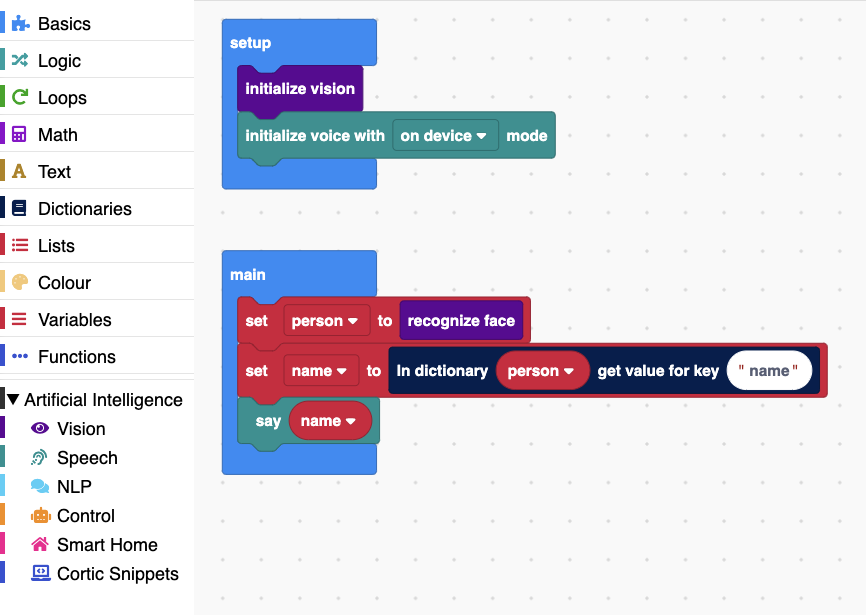 Basics
Logic
Loops
Math
Text
Dictionaries
Lists
Colour
Variables
Functions
Artificial Intelligence
Vision
Speech
NLP
Control
Smart Home
Cortic Snippets
setup
initialize vision
initialize voice with on device mode
main
set person to recognize face
set name to In dictionary person get value for key " name "
say name